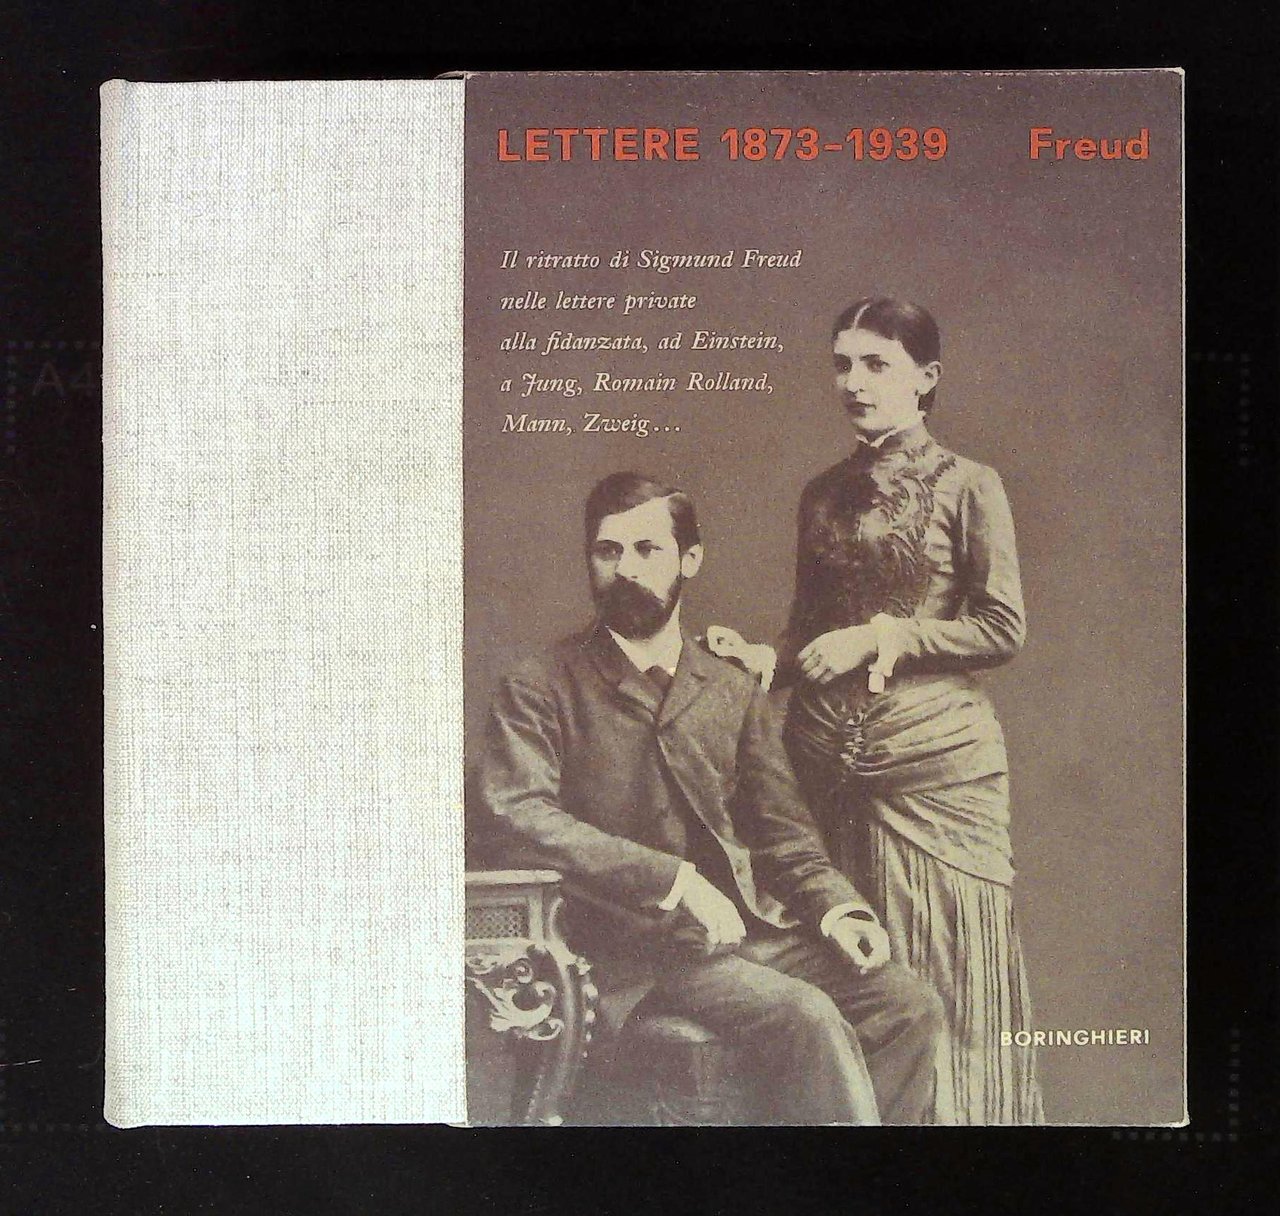 LETTERE 1873-1939 Freud
Il ritratto di Sigmund Freud
nelle lettere private
alla fidanzata, ad Einstein,
a Jung, Romain Rolland,
Mann, Zweig...
BORINGHIERI
A4